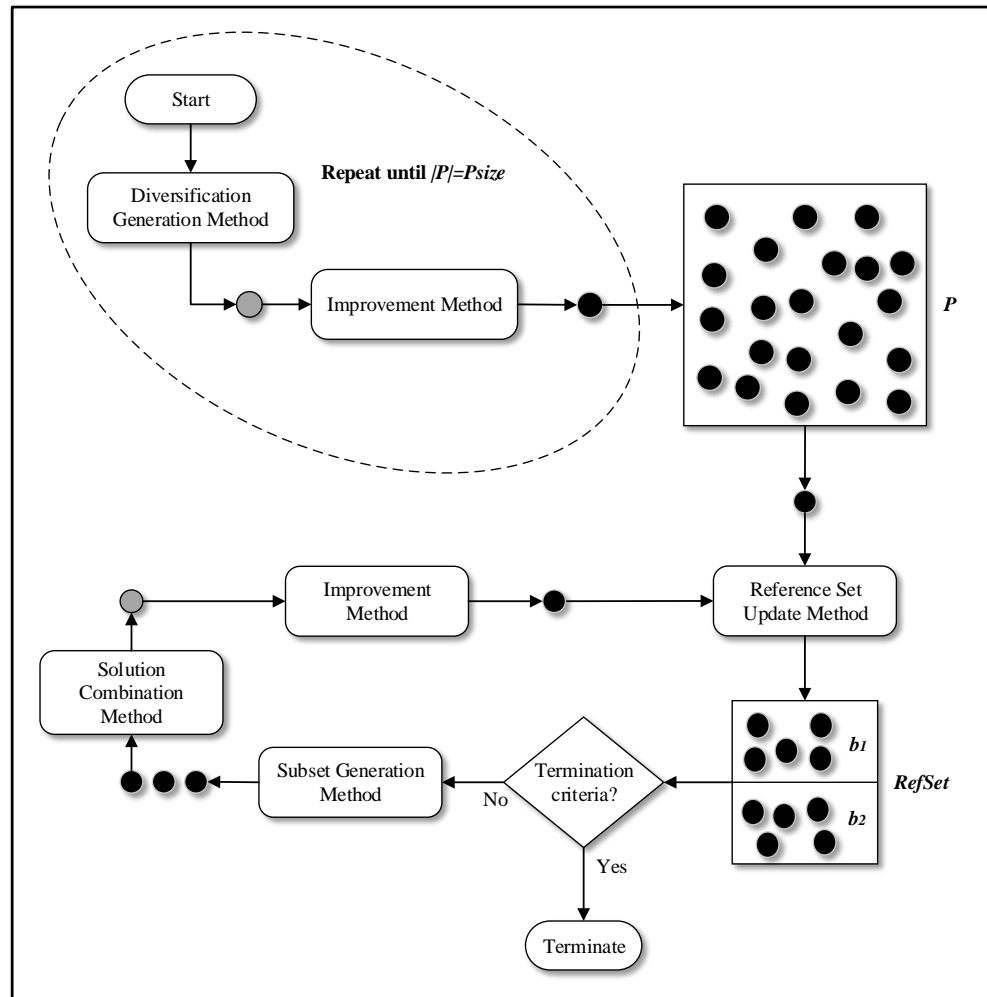 Start
Repeat until |P|=Psize
Diversification
Generation Method
Improvement Method
P
Improvement
Method
Reference Set
Update Method
Solution
Combination
Method
b1
Termination
criteria?
Subset Generation
Method
No
RefSet
b2
Yes
Terminate